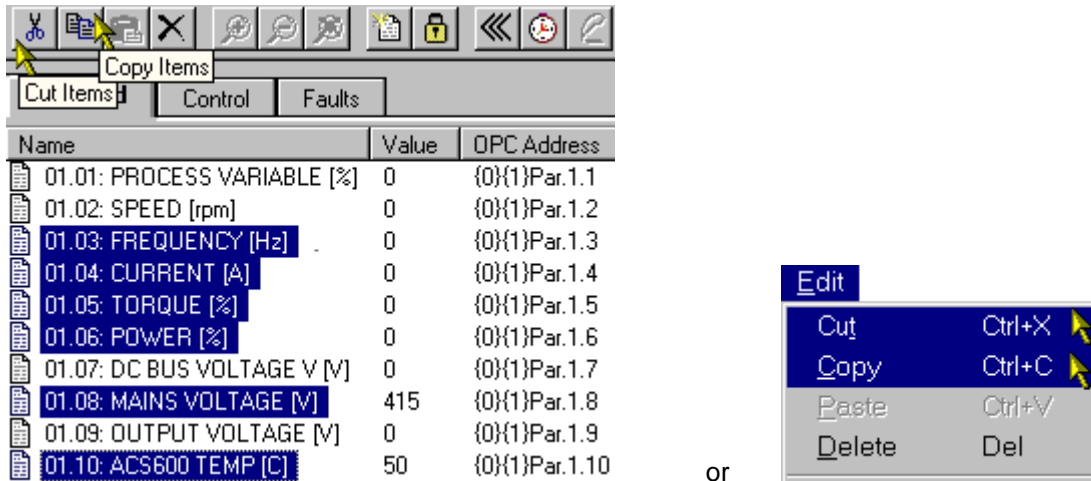 Copy Items
Cut Items
Control Faults
Name Value OPC Address
01.01: PROCESS VARIABLE [%] 0 {0}{1}Par.1.1
01.02: SPEED [rpm] 0 {0}{1}Par.1.2
01.03: FREQUENCY [Hz] 0 {0}{1}Par.1.3
01.04: CURRENT [A] 0 {0}{1}Par.1.4
01.05: TORQUE [%] 0 {0}{1}Par.1.5
01.06: POWER [%] 0 {0}{1}Par.1.6
01.07: DC BUS VOLTAGE V [V] 0 {0}{1}Par.1.7
01.08: MAINS VOLTAGE [V] 415 {0}{1}Par.1.8
01.09: OUTPUT VOLTAGE [V] 0 {0}{1}Par.1.9
01.10: ACS600 TEMP [C] 50 {0}{1}Par.1.10
or
Edit
Cut Ctrl+X
Copy Ctrl+C
Paste Ctrl+V
Delete Del